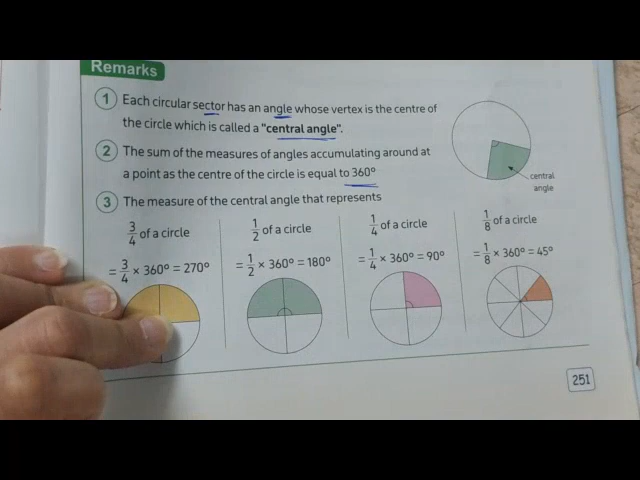 Remarks
1 Each circular sector has an angle whose vertex is the centre of
the circle which is called a "central angle".
2 The sum of the measures of angles accumulating around at
a point as the centre of the circle is equal to 360°
3 The measure of the central angle that represents
central
angle
3/4 of a circle
= 3/4 × 360° = 270°
1/2 of a circle
= 1/2 × 360° = 180°
1/4 of a circle
= 1/4 × 360° = 90°
1/8 of a circle
= 1/8 × 360° = 45°
251